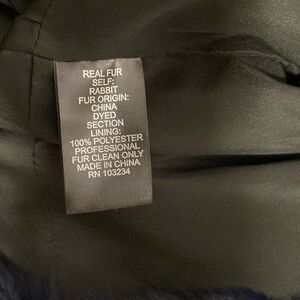 REAL FUR
SELF:
RABBIT
FUR ORIGIN:
CHINA
DYED
SECTION
LINING:
100% POLYESTER
PROFESSIONAL
FUR CLEAN ONLY
MADE IN CHINA
RN 103234